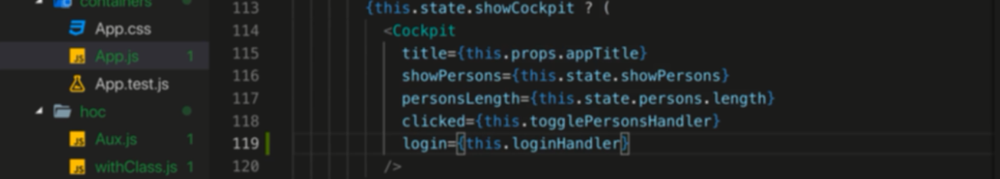 containers
App.css
App.js 1
App.test.js
hoc
Aux.js 1
withClass.js 1
113 {this.state.showCockpit ? (
114 <Cockpit
115 title={this.props.appTitle}
116 showPersons={this.state.showPersons}
117 personsLength={this.state.persons.length}
118 clicked={this.togglePersonsHandler}
119 login={this.loginHandler}
120 />